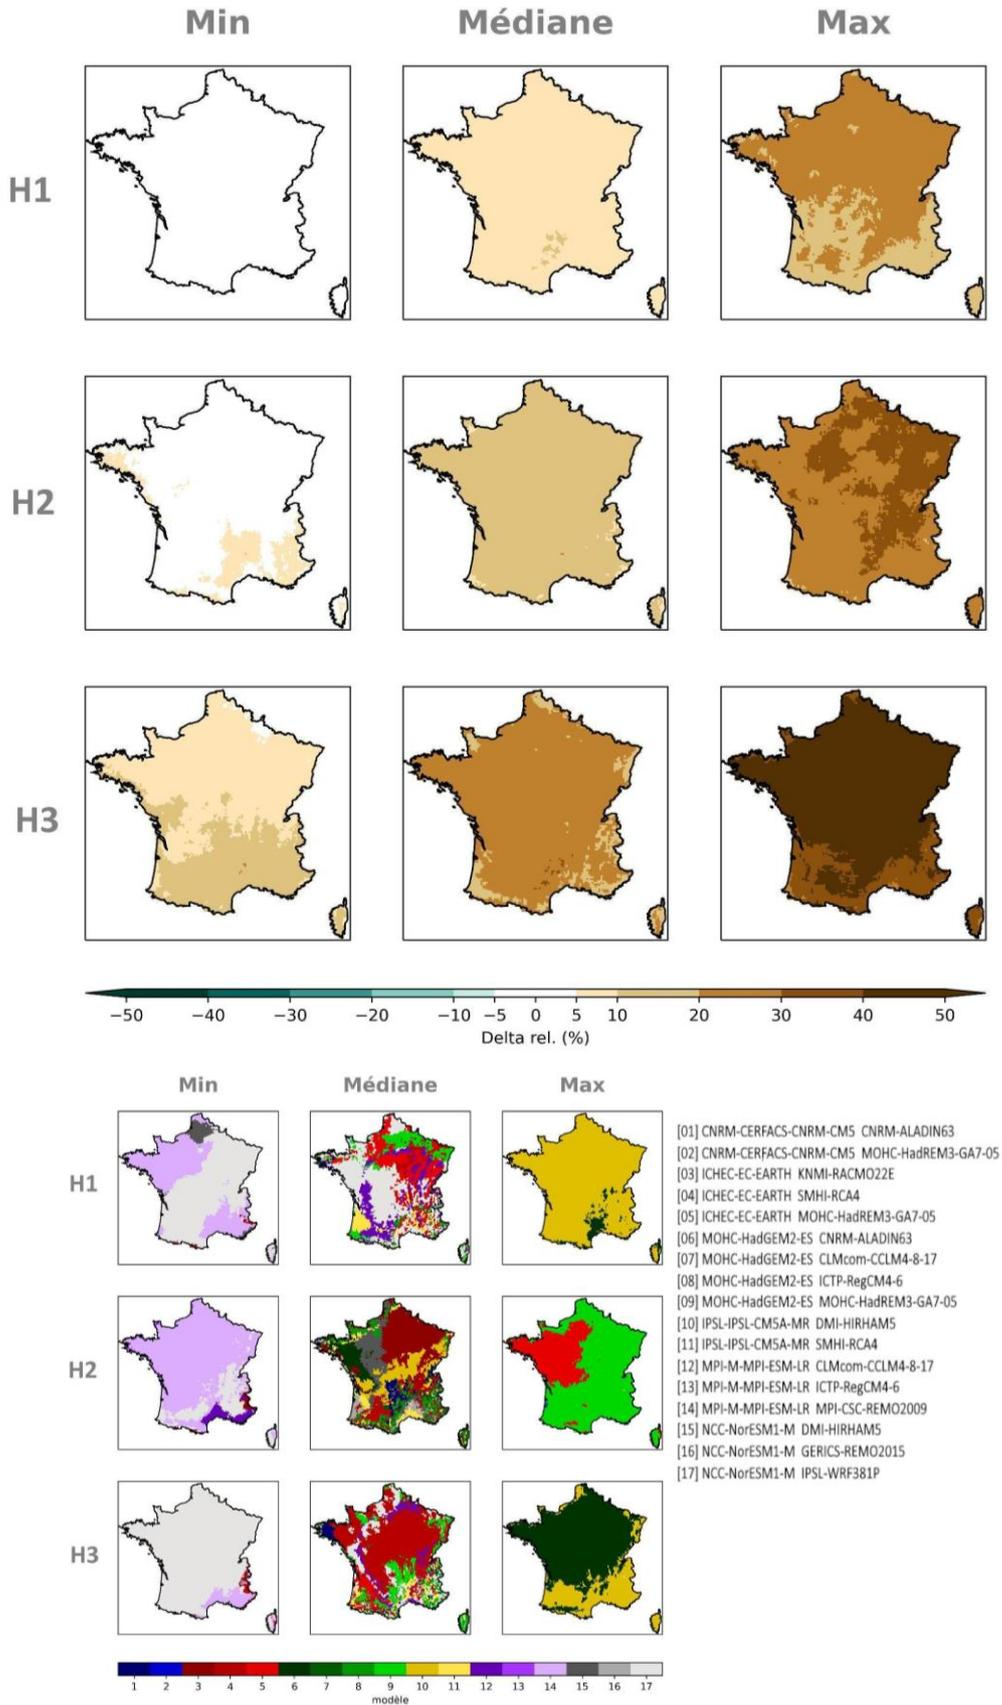 Min Médiane Max
H1
H2
H3
−50 −40 −30 −20 −10 −5 0 5 10 20 30 40 50
Delta rel. (%)
Min Médiane Max
H1
H2
H3
[01] CNRM-CERFACS-CNRM-CM5 CNRM-ALADIN63
[02] CNRM-CERFACS-CNRM-CM5 MOHC-HadREM3-GA7-05
[03] ICHEC-EC-EARTH KNMI-RACMO22E
[04] ICHEC-EC-EARTH SMHI-RCA4
[05] ICHEC-EC-EARTH MOHC-HadREM3-GA7-05
[06] MOHC-HadGEM2-ES CNRM-ALADIN63
[07] MOHC-HadGEM2-ES CLMcom-CCLM4-8-17
[08] MOHC-HadGEM2-ES ICTP-RegCM4-6
[09] MOHC-HadGEM2-ES MOHC-HadREM3-GA7-05
[10] IPSL-IPSL-CM5A-MR DMI-HIRHAM5
[11] IPSL-IPSL-CM5A-MR SMHI-RCA4
[12] MPI-M-MPI-ESM-LR CLMcom-CCLM4-8-17
[13] MPI-M-MPI-ESM-LR ICTP-RegCM4-6
[14] MPI-M-MPI-ESM-LR MPI-CSC-REMO2009
[15] NCC-NorESM1-M DMI-HIRHAM5
[16] NCC-NorESM1-M GERICS-REMO2015
[17] NCC-NorESM1-M IPSL-WRF381P
1 2 3 4 5 6 7 8 9 10 11 12 13 14 15 16 17
modèle